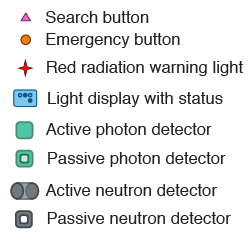 Search button
Emergency button
Red radiation warning light
Light display with status
Active photon detector
Passive photon detector
Active neutron detector
Passive neutron detector